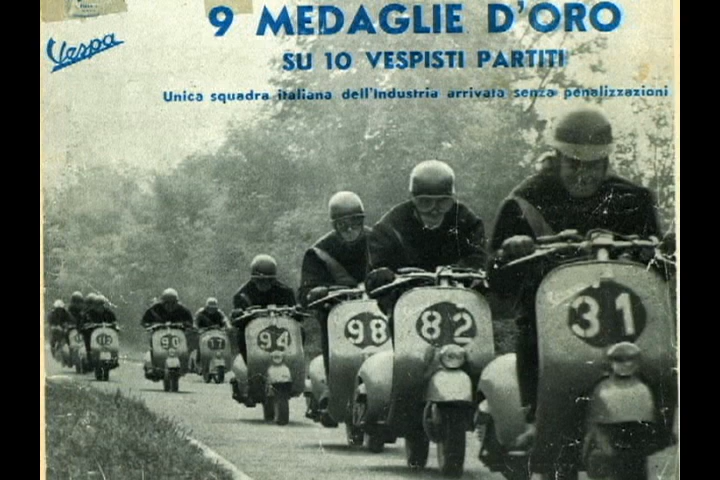 9 MEDAGLIE D'ORO
Vespa
SU 10 VESPISTI PARTITI
Unica squadra italiana dell'Industria arrivata senza penalizzazioni
31
82
98
94
17
90